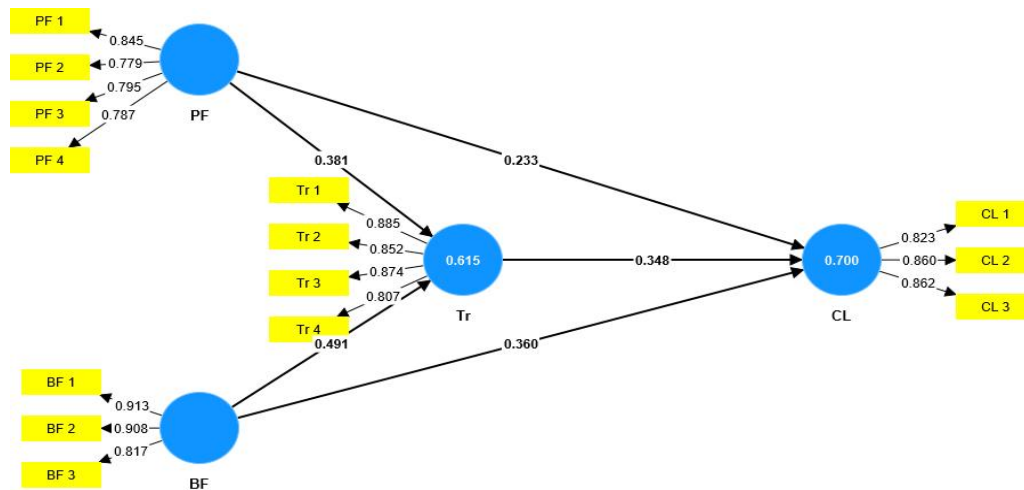 PF 1
0.845
PF 2
0.779
PF 3
0.795
PF 4
0.787
PF
0.381
0.233
Tr 1
0.885
Tr 2
0.852
Tr 3
0.874
Tr 4
0.807
0.615
Tr
0.348
0.700
CL
CL 1
0.823
CL 2
0.860
CL 3
0.862
0.491
0.360
BF 1
0.913
BF 2
0.908
BF 3
0.817
BF